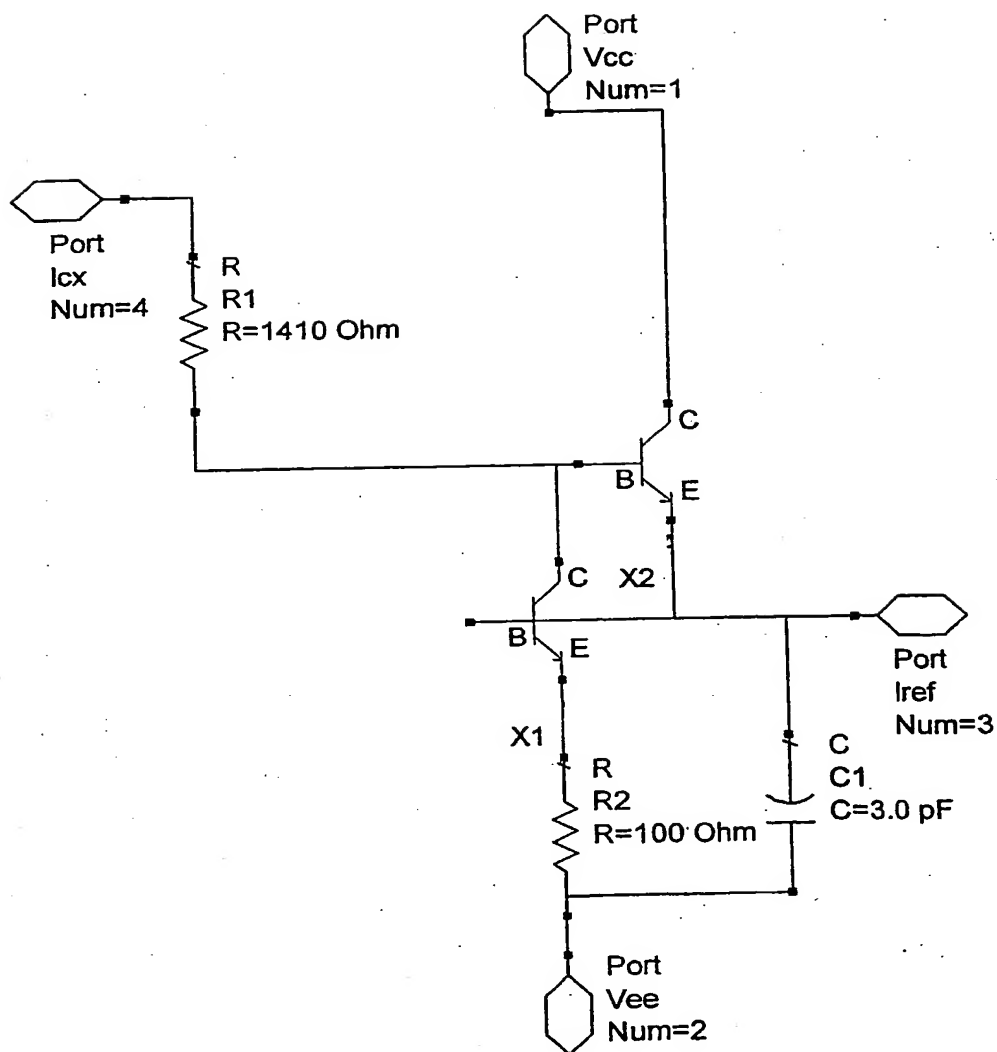 Port
Vcc
Num=1
Port
Icx
Num=4
R
R1
R=1410 Ohm
C
B
E
X2
C
B
E
Port
Iref
Num=3
X1
R
R2
R=100 Ohm
C
C1
C=3.0 pF
Port
Vee
Num=2